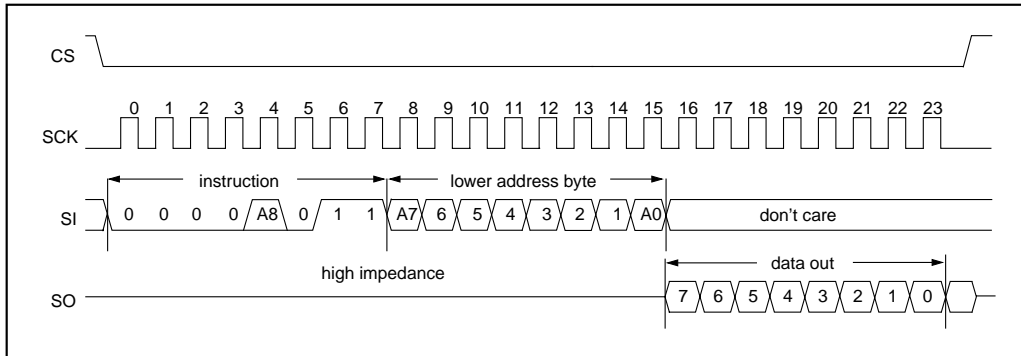 CS
0 1 2 3 4 5 6 7 8 9 10 11 12 13 14 15 16 17 18 19 20 21 22 23
SCK
instruction lower address byte
SI 0 0 0 0 A8 0 1 1 A7 6 5 4 3 2 1 A0 don't care
high impedance data out
SO 7 6 5 4 3 2 1 0